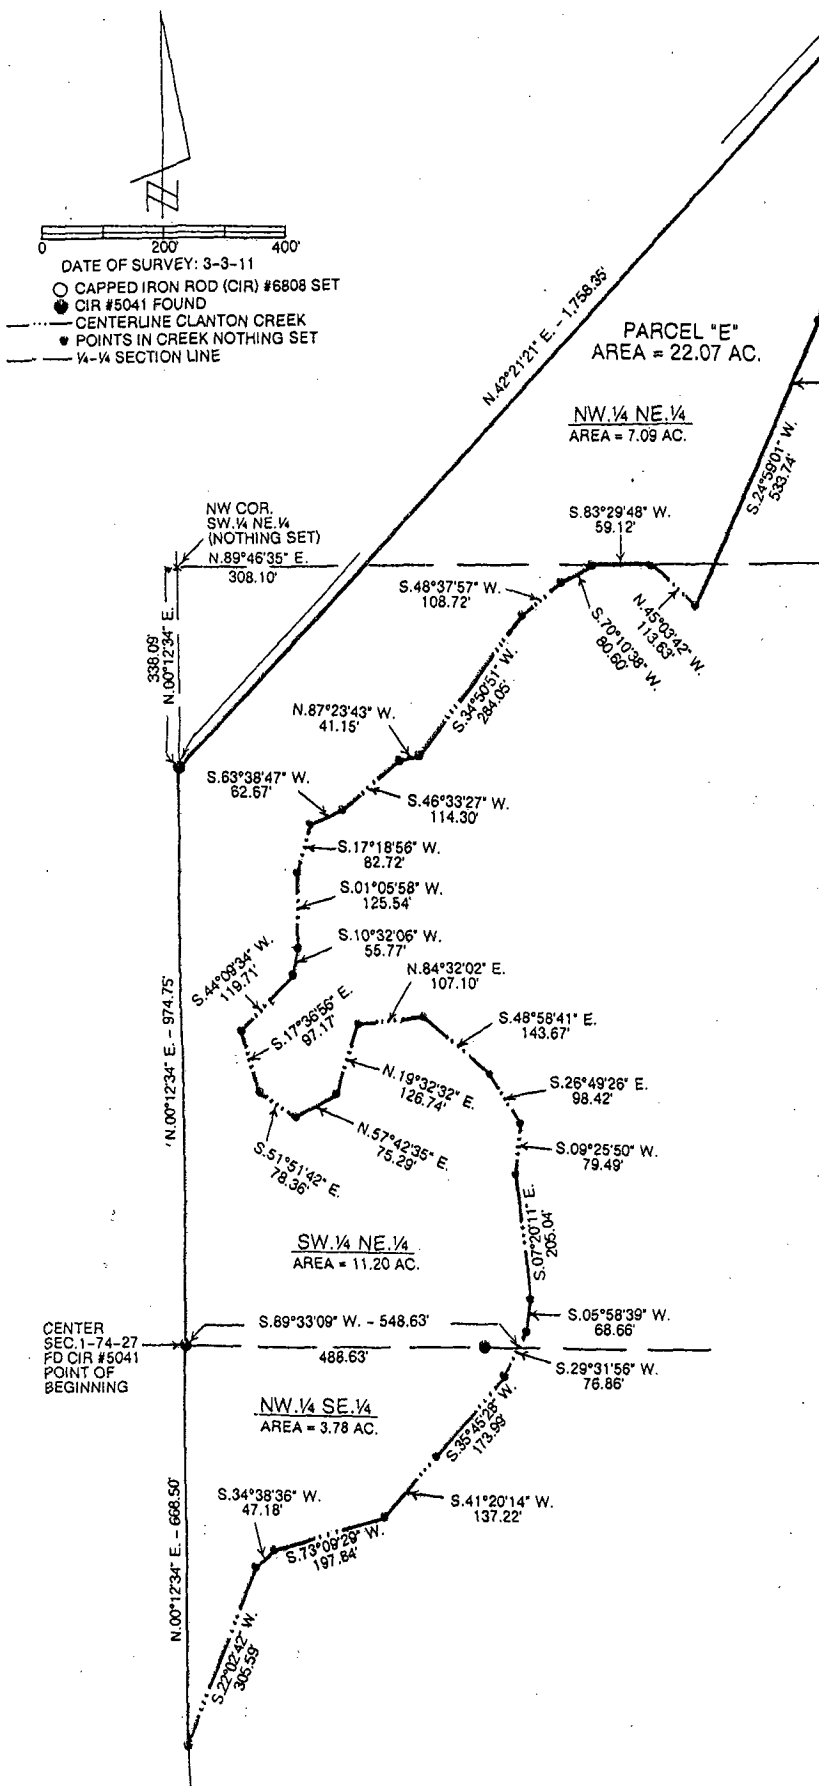 N
0 200' 400'
DATE OF SURVEY: 3-3-11
CAPPED IRON ROD (CIR) #6808 SET
CIR #5041 FOUND
CENTERLINE CLANTON CREEK
POINTS IN CREEK NOTHING SET
¼-¼ SECTION LINE
N.42°21'21" E. - 1,758.35'
PARCEL "E"
AREA = 22.07 AC.
NW.¼ NE.¼
AREA = 7.09 AC.
S.24°59'01" W.
533.74'
NW COR.
SW.¼ NE.¼
(NOTHING SET)
N.89°46'35" E.
308.10'
S.83°29'48" W.
59.12'
S.48°37'57" W.
108.72'
N.45°03'42" W.
113.63'
S.70°10'38" W.
80.60'
338.09'
N.00°12'34" E.
S.34°50'51" W.
284.05'
N.87°23'43" W.
41.15'
S.63°38'47" W.
62.67'
S.46°33'27" W.
114.30'
S.17°18'56" W.
82.72'
S.01°05'58" W.
125.54'
S.10°32'06" W.
55.77'
S.44°09'34" W.
119.71'
N.84°32'02" E.
107.10'
S.17°36'56" E.
97.17'
S.48°58'41" E.
143.67'
N.00°12'34" E. - 974.75'
N.19°32'32" E.
126.74'
S.26°49'26" E.
98.42'
S.51°51'42" E.
78.36'
N.57°42'35" E.
75.29'
S.09°25'50" W.
79.49'
S.07°20'11" E.
205.04'
SW.¼ NE.¼
AREA = 11.20 AC.
S.89°33'09" W. - 548.63'
S.05°58'39" W.
68.66'
CENTER
SEC.1-74-27
FD CIR #5041
POINT OF
BEGINNING
488.63'
S.29°31'56" W.
76.86'
NW.¼ SE.¼
AREA = 3.78 AC.
S.35°45'28" W.
173.99'
S.34°38'36" W.
47.18'
S.41°20'14" W.
137.22'
S.73°09'29" W.
197.84'
N.00°12'34" E. - 668.50'
S.22°02'42" W.
305.59'